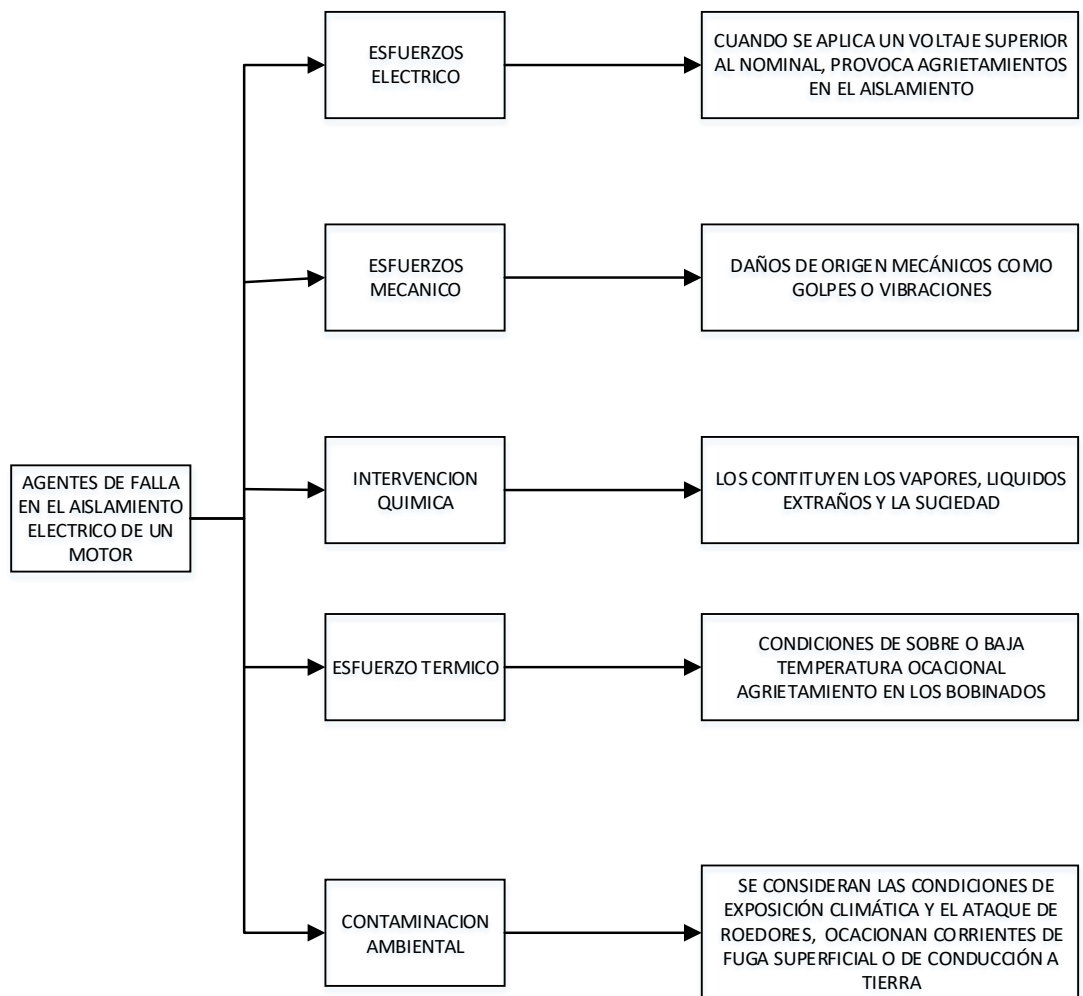 ESFUERZOS
ELECTRICO
CUANDO SE APLICA UN VOLTAJE SUPERIOR
AL NOMINAL, PROVOCA AGRIETAMIENTOS
EN EL AISLAMIENTO
ESFUERZOS
MECANICO
DAÑOS DE ORIGEN MECÁNICOS COMO
GOLPES O VIBRACIONES
AGENTES DE FALLA
EN EL AISLAMIENTO
ELECTRICO DE UN
MOTOR
INTERVENCION
QUIMICA
LOS CONTITUYEN LOS VAPORES, LIQUIDOS
EXTRAÑOS Y LA SUCIEDAD
ESFUERZO TERMICO
CONDICIONES DE SOBRE O BAJA
TEMPERATURA OCACIONAL
AGRIETAMIENTO EN LOS BOBINADOS
CONTAMINACION
AMBIENTAL
SE CONSIDERAN LAS CONDICIONES DE
EXPOSICIÓN CLIMÁTICA Y EL ATAQUE DE
ROEDORES, OCACIONAN CORRIENTES DE
FUGA SUPERFICIAL O DE CONDUCCIÓN A
TIERRA